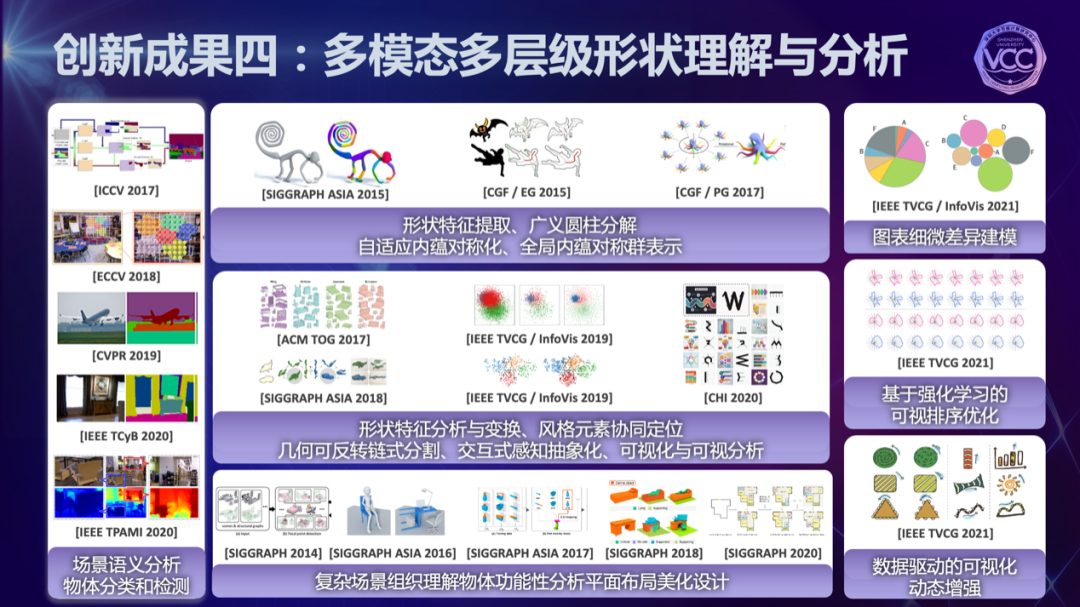 创新成果四：多模态多层级形状理解与分析
SHENZHEN
UNIVERSITY
VCC
[ICCV 2017]
[ECCV 2018]
[CVPR 2019]
[IEEE TCyB 2020]
[IEEE TPAMI 2020]
场景语义分析
物体分类和检测
[SIGGRAPH ASIA 2015]
[CGF / EG 2015]
[CGF / PG 2017]
形状特征提取、广义圆柱分解
自适应内蕴对称化、全局内蕴对称群表示
[ACM TOG 2017]
[IEEE TVCG / InfoVis 2019]
[SIGGRAPH ASIA 2018]
[IEEE TVCG / InfoVis 2019]
[CHI 2020]
形状特征分析与变换、风格元素协同定位
几何可反转链式分割、交互式感知抽象化、可视化与可视分析
[SIGGRAPH 2014]
[SIGGRAPH ASIA 2016]
[SIGGRAPH ASIA 2017]
[SIGGRAPH 2018]
[SIGGRAPH 2020]
复杂场景组织理解物体功能性分析平面布局美化设计
F
A
B
C
C
D
B
A
F
E
[IEEE TVCG / InfoVis 2021]
图表细微差异建模
[IEEE TVCG 2021]
基于强化学习的
可视排序优化
[IEEE TVCG 2021]
数据驱动的可视化
动态增强